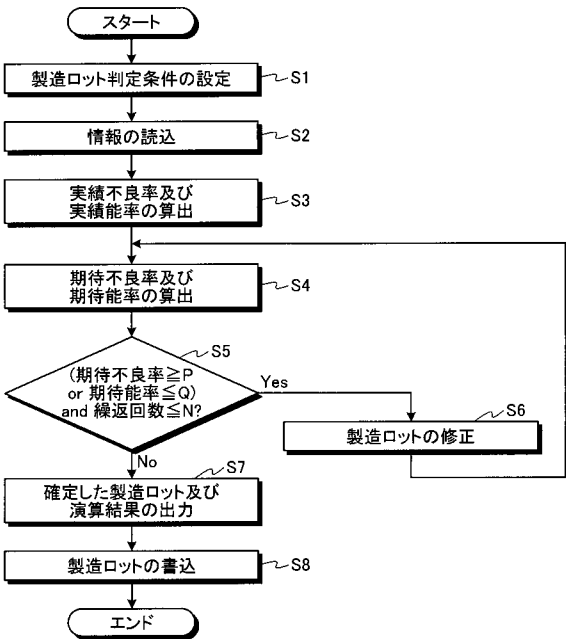 スタート
製造ロット判定条件の設定
S1
情報の読込
S2
実績不良率及び
実績能率の算出
S3
期待不良率及び
期待能率の算出
S4
S5
(期待不良率≧P
or 期待能率≦Q)
and 繰返回数≦N?
Yes
S6
製造ロットの修正
No
S7
確定した製造ロット及び
演算結果の出力
製造ロットの書込
S8
エンド